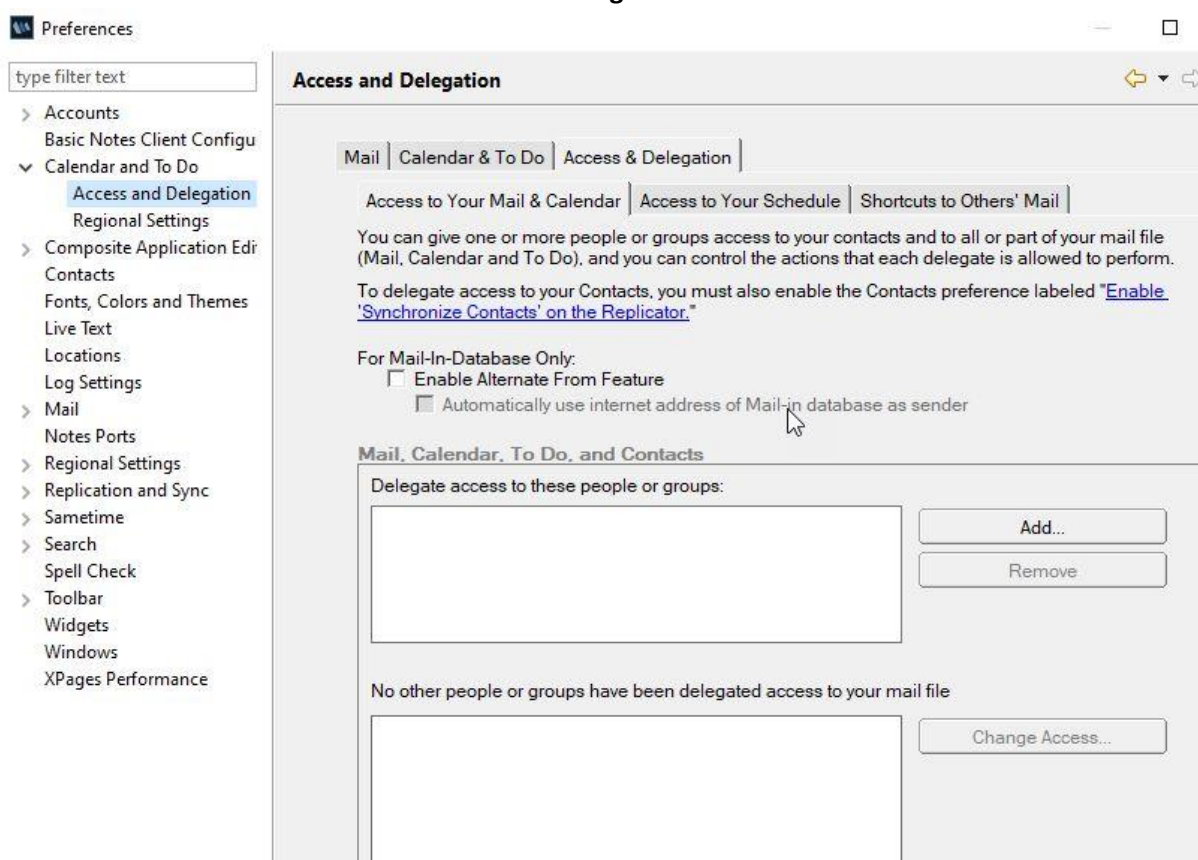 Preferences
type filter text
Accounts
Basic Notes Client Configu
Calendar and To Do
Access and Delegation
Regional Settings
Composite Application Edi
Contacts
Fonts, Colors and Themes
Live Text
Locations
Log Settings
Mail
Notes Ports
Regional Settings
Replication and Sync
Sametime
Search
Spell Check
Toolbar
Widgets
Windows
XPages Performance
Access and Delegation
Mail Calendar & To Do Access & Delegation
Access to Your Mail & Calendar Access to Your Schedule Shortcuts to Others' Mail
You can give one or more people or groups access to your contacts and to all or part of your mail file
(Mail, Calendar and To Do), and you can control the actions that each delegate is allowed to perform.
To delegate access to your Contacts, you must also enable the Contacts preference labeled "Enable
'Synchronize Contacts' on the Replicator."
For Mail-In-Database Only:
Enable Alternate From Feature
Automatically use internet address of Mail-in database as sender
Mail, Calendar, To Do, and Contacts
Delegate access to these people or groups:
Add...
Remove
No other people or groups have been delegated access to your mail file
Change Access...